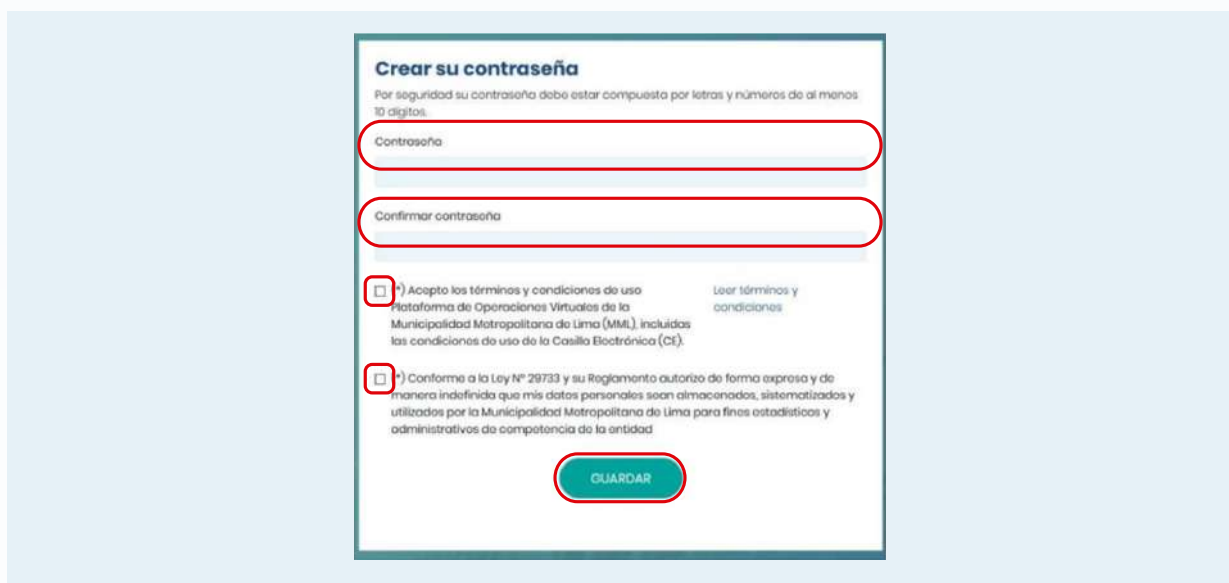 Crear su contraseña
Por seguridad su contraseña debe estar compuesta por letras y números de al menos
10 dígitos.
Contraseña
Confirmar contraseña
*) Acepto los términos y condiciones de uso
Plataforma de Operaciones Virtuales de la
Municipalidad Metropolitana de Lima (MML), incluidas
las condiciones de uso de la Casilla Electrónica (CE).
Leer términos y
condiciones
*) Conforme a la Ley N° 29733 y su Reglamento autorizo de forma expresa y de
manera indefinida que mis datos personales sean almacenados, sistematizados y
utilizados por la Municipalidad Metropolitana de Lima para fines estadísticos y
administrativos de competencia de la entidad
GUARDAR